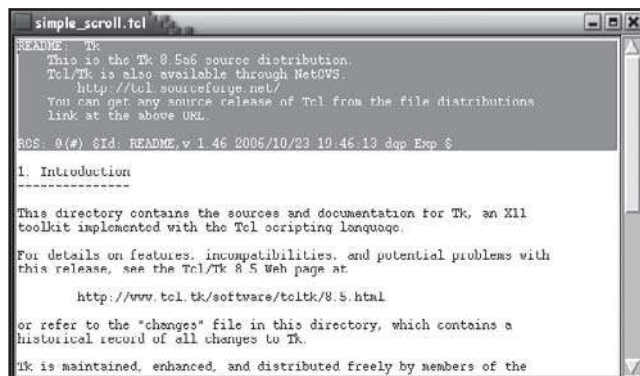 simple_scroll.tcl
README: Tk
This is the Tk 8.5a6 source distribution.
Tcl/Tk is also available through NetCVS.
http://tcl.sourceforge.net/
You can get any source release of Tcl from the file distributions
link at the above URL.
RCS: @(#) $Id: README,v 1.46 2006/10/23 19:46:13 dgp Exp $
1. Introduction
---------------
This directory contains the sources and documentation for Tk, an X11
toolkit implemented with the Tcl scripting language.
For details on features, incompatibilities, and potential problems with
this release, see the Tcl/Tk 8.5 Web page at
http://www.tcl.tk/software/tcltk/8.5.html
or refer to the "changes" file in this directory, which contains a
historical record of all changes to Tk.
Tk is maintained, enhanced, and distributed freely by members of the